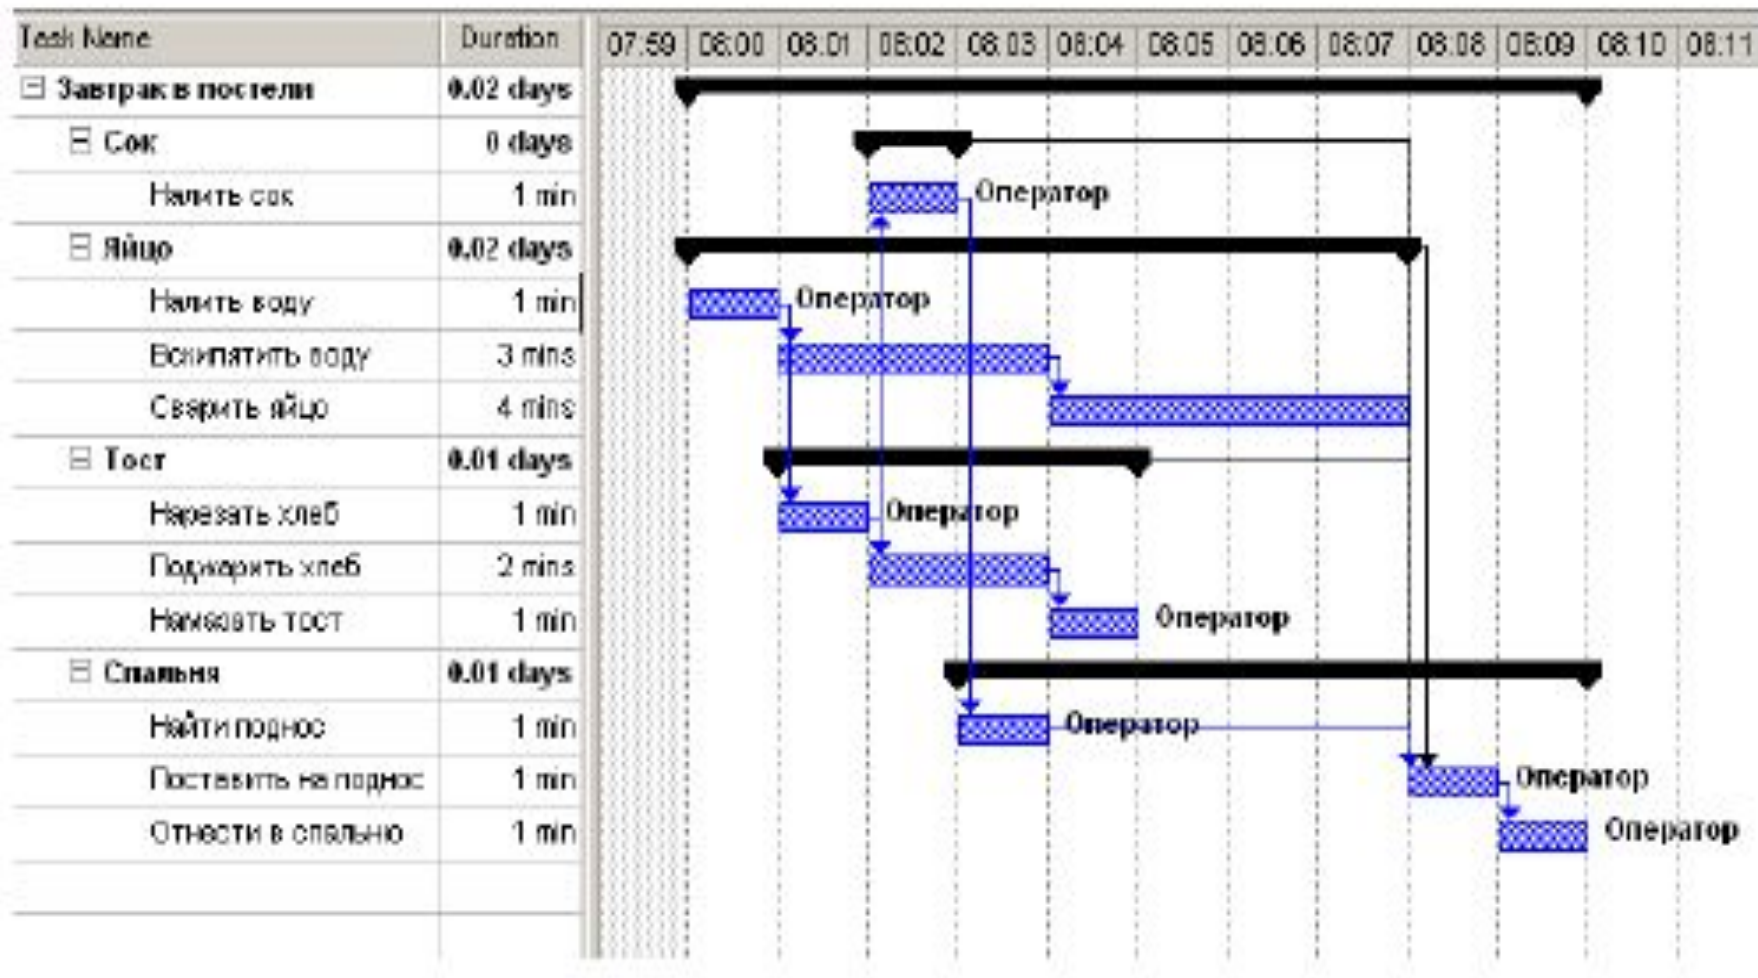 Task Name Duration 07:59 08:00 08:01 08:02 08:03 08:04 08:05 08:06 08:07 08:08 08:09 08:10 08:11
Завтрак в постели 0.02 days
Сок 0 days
Налить сок 1 min Оператор
Яйцо 0.02 days
Налить воду 1 min Оператор
Вскипятить воду 3 mins
Сварить яйцо 4 mins
Тост 0.01 days
Нарезать хлеб 1 min Оператор
Поджарить хлеб 2 mins
Намазать тост 1 min Оператор
Спальня 0.01 days
Найти поднос 1 min Оператор
Поставить на поднос 1 min Оператор
Отнести в спальню 1 min Оператор